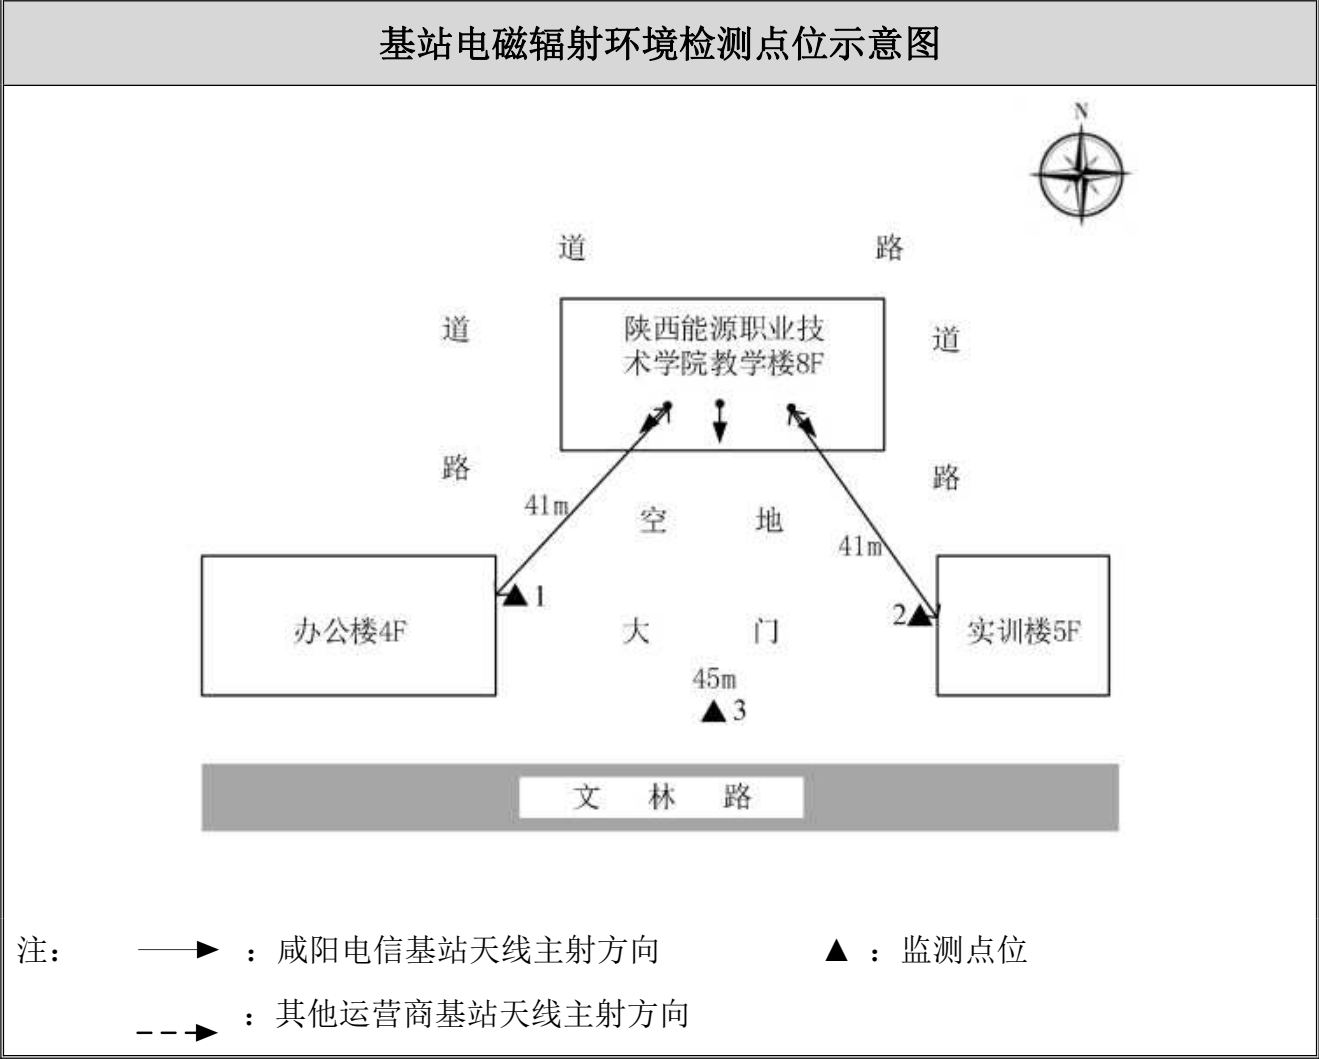 基站电磁辐射环境检测点位示意图
N
道 路
道
路
陕西能源职业技
术学院教学楼8F
道
路
41m
空 地
41m
办公楼4F
1
大 门
2
实训楼5F
45m
3
文 林 路
注:
：咸阳电信基站天线主射方向
：监测点位
：其他运营商基站天线主射方向